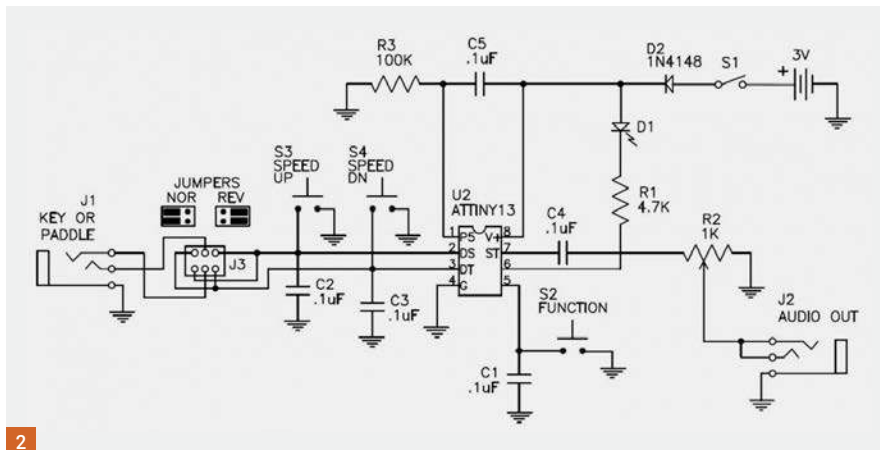 R3
100K
C5
.1uF
D2
1N4148
S1
+
3V
D1
S3
SPEED
UP
S4
SPEED
DN
J1
KEY OR
PADDLE
JUMPERS
NOR REV
J3
U2
ATTINY13
R1
4.7K
C4
.1uF
R2
1K
1 P5 V+ 8
2 DS ST 7
3 DT 6
4 G 5
C2
.1uF
C3
.1uF
S2
FUNCTION
C1
.1uF
J2
AUDIO OUT
2